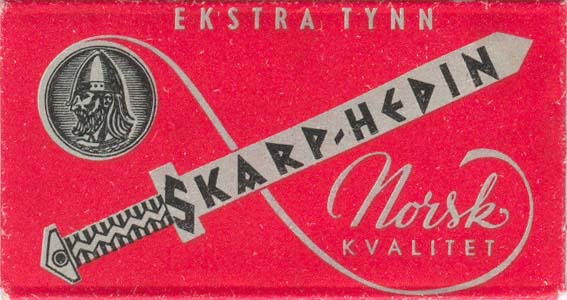 EKSTRA TYNN
SKARP-HEDIN
Norsk
KVALITET